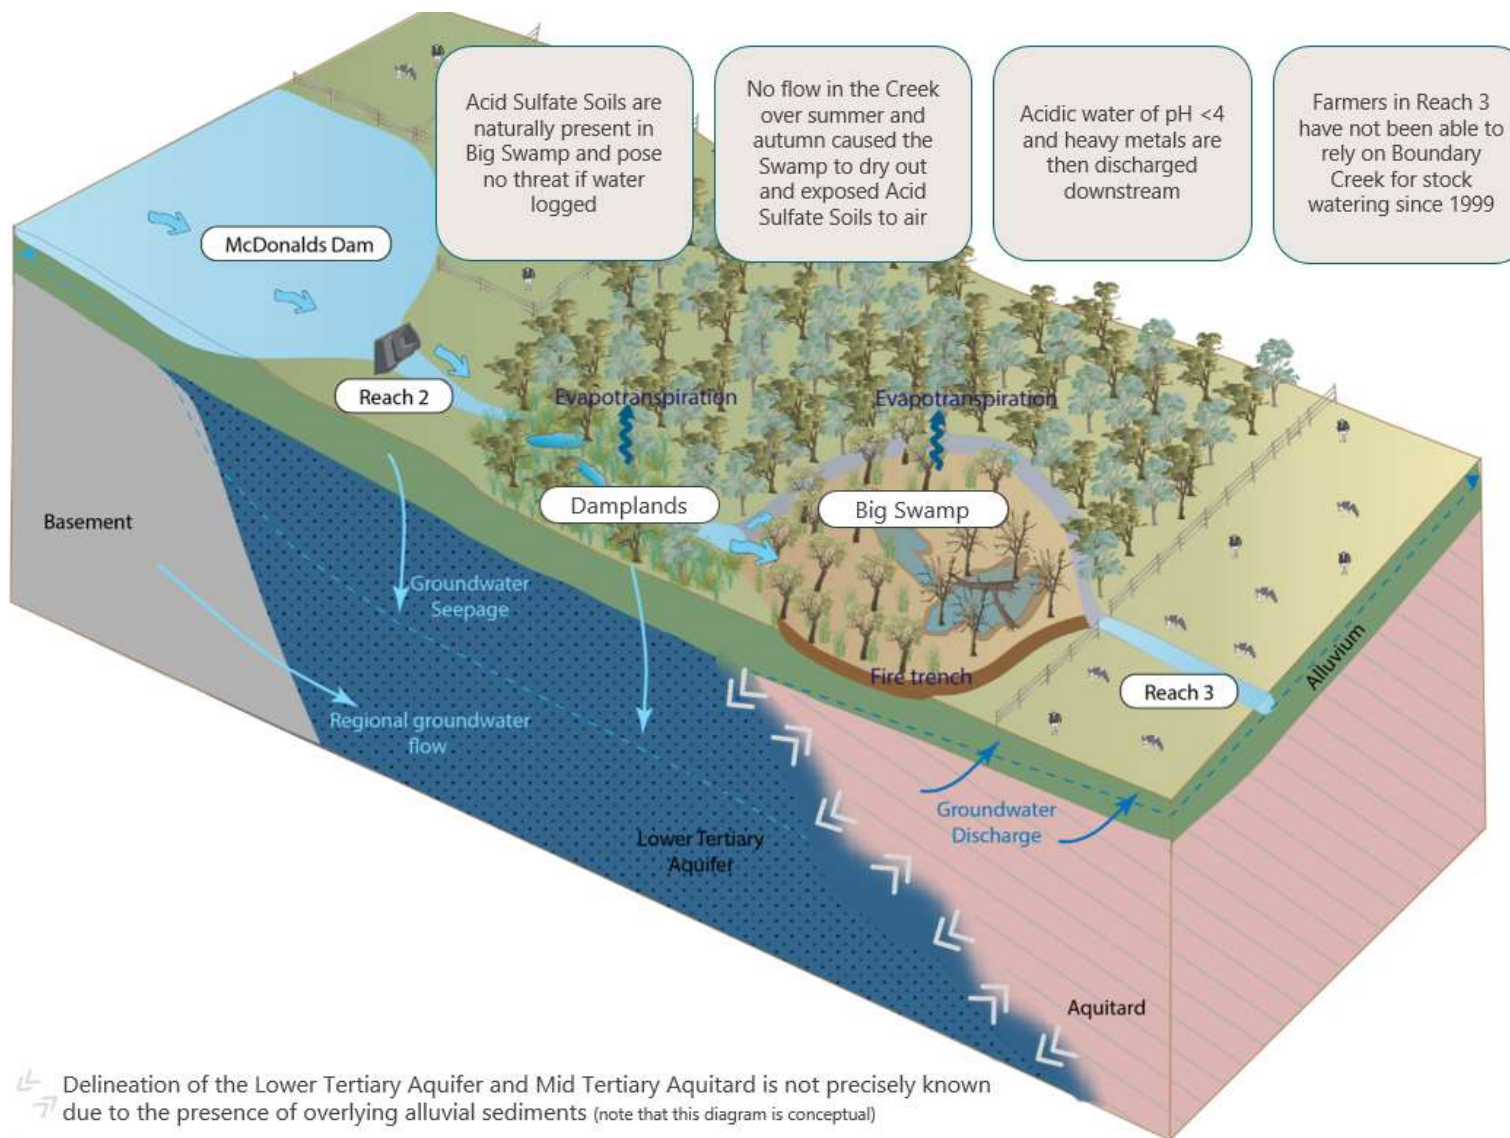 Acid Sulfate Soils are
naturally present in
Big Swamp and pose
no threat if water
logged
No flow in the Creek
over summer and
autumn caused the
Swamp to dry out
and exposed Acid
Sulfate Soils to air
Acidic water of pH <4
and heavy metals are
then discharged
downstream
Farmers in Reach 3
have not been able to
rely on Boundary
Creek for stock
watering since 1999
McDonalds Dam
Reach 2
Evapotranspiration
Evapotranspiration
Damplands
Big Swamp
Basement
Groundwater
Seepage
Fire trench
Reach 3
Alluvium
Regional groundwater
flow
Groundwater
Discharge
Lower Tertiary
Aquifer
Aquitard
Delineation of the Lower Tertiary Aquifer and Mid Tertiary Aquitard is not precisely known
due to the presence of overlying alluvial sediments (note that this diagram is conceptual)